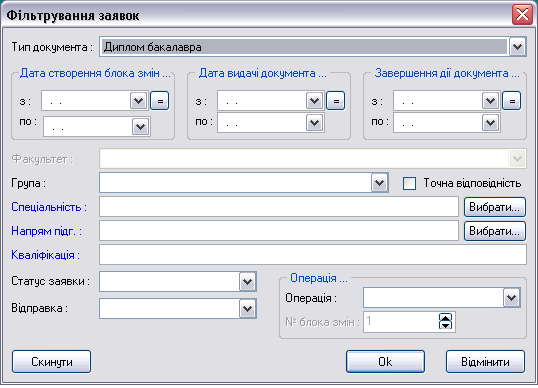 Фільтрування заявок
Тип документа : Диплом бакалавра
Дата створення блока змін ... Дата видачі документа ... Завершення дії документа ...
з : . . = з : . . = з : . . =
по : . . по : . . по : . .
Факультет :
Група : Точна відповідність
Спеціальність : Вибрати...
Напрям підг. : Вибрати...
Кваліфікація :
Статус заявки : Операція ...
Операція :
Відправка :
№ блока змін : 1
Скинути Ok Відмінити